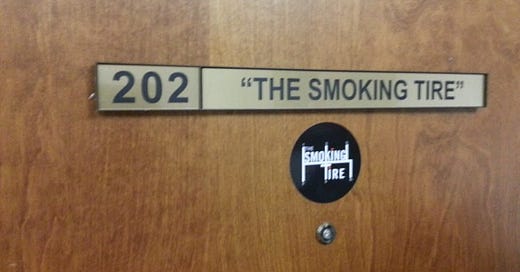 202 "THE SMOKING TIRE"
THE
SMOKING
TIRE